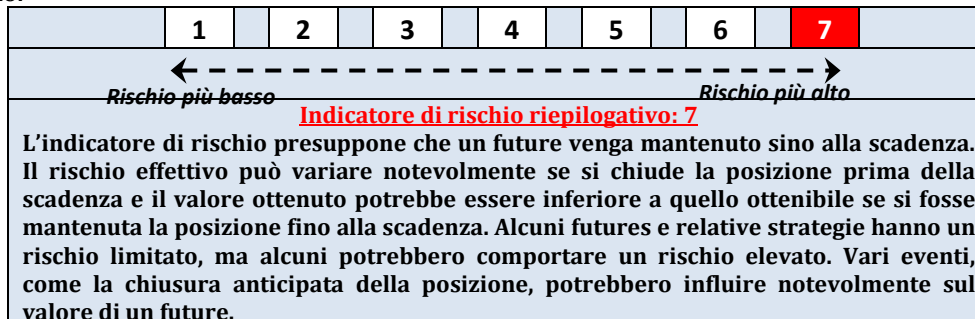 1 2 3 4 5 6 7
Rischio più basso Rischio più alto
Indicatore di rischio riepilogativo: 7
L'indicatore di rischio presuppone che un future venga mantenuto sino alla scadenza.
Il rischio effettivo può variare notevolmente se si chiude la posizione prima della
scadenza e il valore ottenuto potrebbe essere inferiore a quello ottenibile se si fosse
mantenuta la posizione fino alla scadenza. Alcuni futures e relative strategie hanno un
rischio limitato, ma alcuni potrebbero comportare un rischio elevato. Vari eventi,
come la chiusura anticipata della posizione, potrebbero influire notevolmente sul
valore di un future.